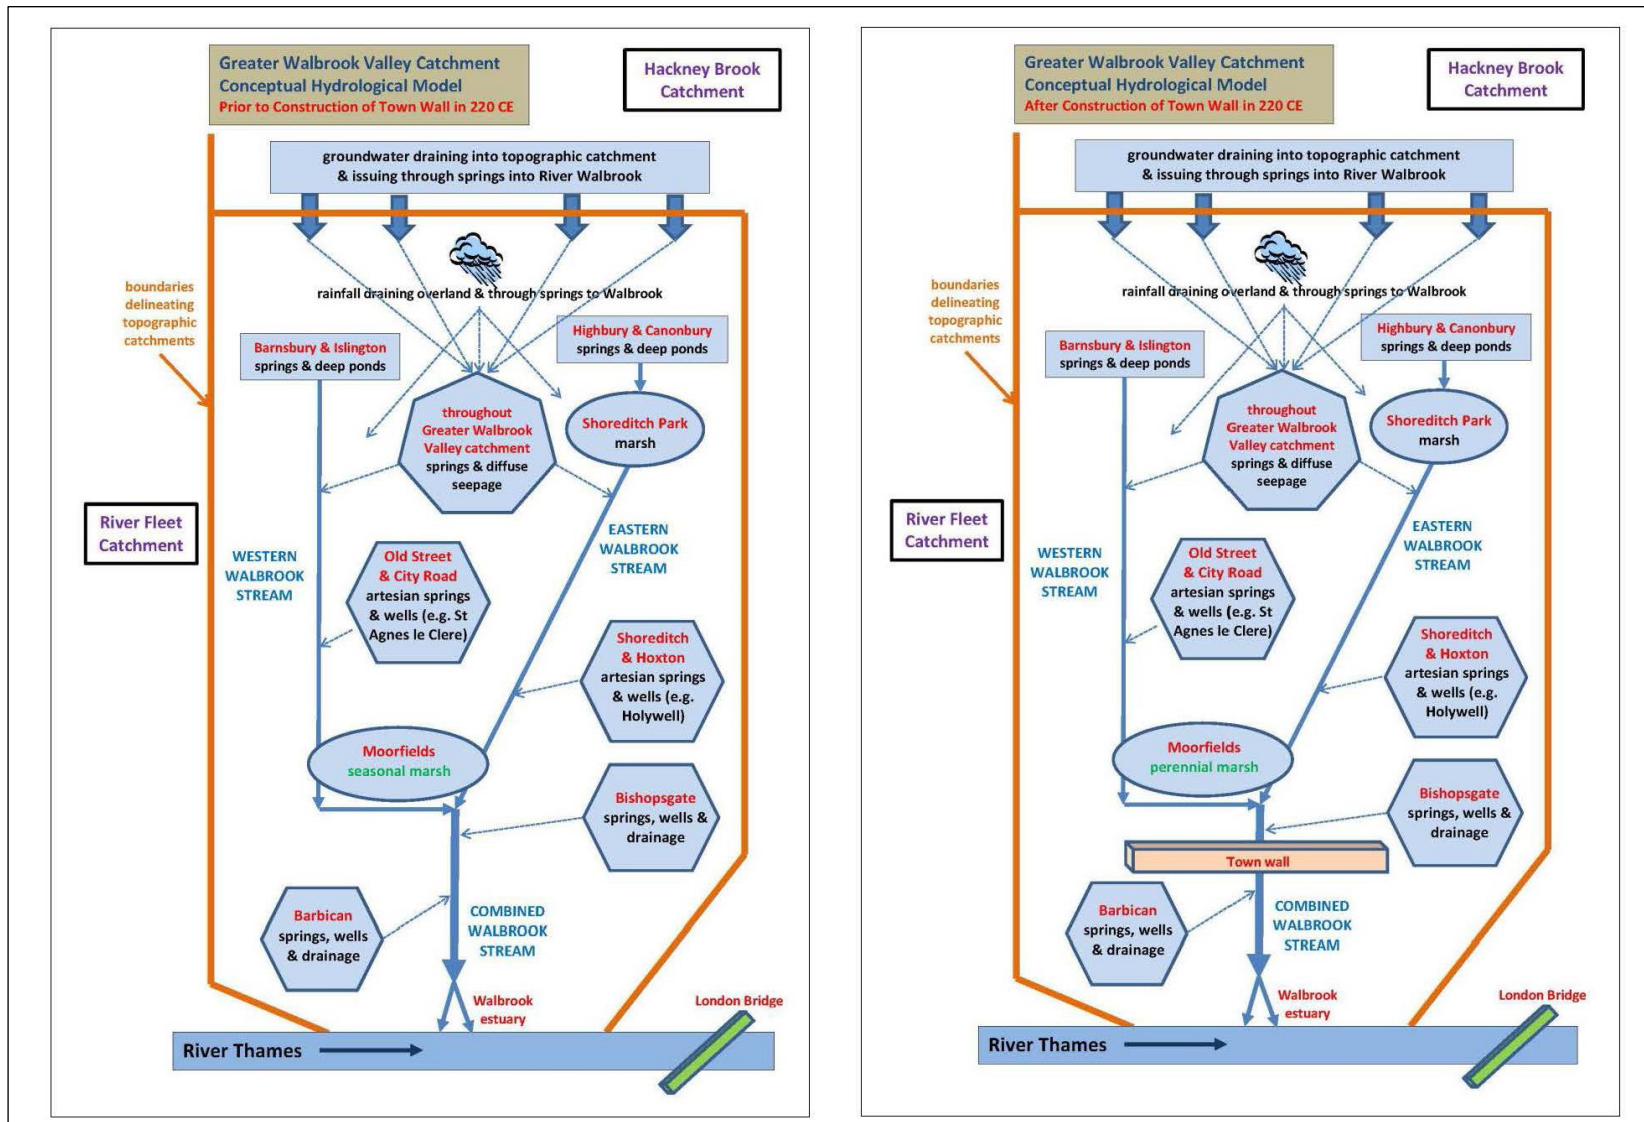 Greater Walbrook Valley Catchment
Conceptual Hydrological Model
Prior to Construction of Town Wall in 220 CE
Hackney Brook
Catchment
groundwater draining into topographic catchment
& issuing through springs into River Walbrook
rainfall draining overland & through springs to Walbrook
boundaries
delineating
topographic
catchments
Barnsbury & Islington
springs & deep ponds
Highbury & Canonbury
springs & deep ponds
throughout
Greater Walbrook
Valley catchment
springs & diffuse
seepage
Shoreditch Park
marsh
River Fleet
Catchment
WESTERN
WALBROOK
STREAM
EASTERN
WALBROOK
STREAM
Old Street
& City Road
artesian springs
& wells (e.g. St
Agnes le Clere)
Shoreditch
& Hoxton
artesian springs
& wells (e.g.
Holywell)
Moorfields
seasonal marsh
Bishopsgate
springs, wells &
drainage
Barbican
springs, wells
& drainage
COMBINED
WALBROOK
STREAM
Walbrook
estuary
London Bridge
River Thames
Greater Walbrook Valley Catchment
Conceptual Hydrological Model
After Construction of Town Wall in 220 CE
Hackney Brook
Catchment
groundwater draining into topographic catchment
& issuing through springs into River Walbrook
rainfall draining overland & through springs to Walbrook
boundaries
delineating
topographic
catchments
Barnsbury & Islington
springs & deep ponds
Highbury & Canonbury
springs & deep ponds
throughout
Greater Walbrook
Valley catchment
springs & diffuse
seepage
Shoreditch Park
marsh
River Fleet
Catchment
WESTERN
WALBROOK
STREAM
EASTERN
WALBROOK
STREAM
Old Street
& City Road
artesian springs
& wells (e.g. St
Agnes le Clere)
Shoreditch
& Hoxton
artesian springs
& wells (e.g.
Holywell)
Moorfields
perennial marsh
Bishopsgate
springs, wells &
drainage
Town wall
Barbican
springs, wells
& drainage
COMBINED
WALBROOK
STREAM
Walbrook
estuary
London Bridge
River Thames